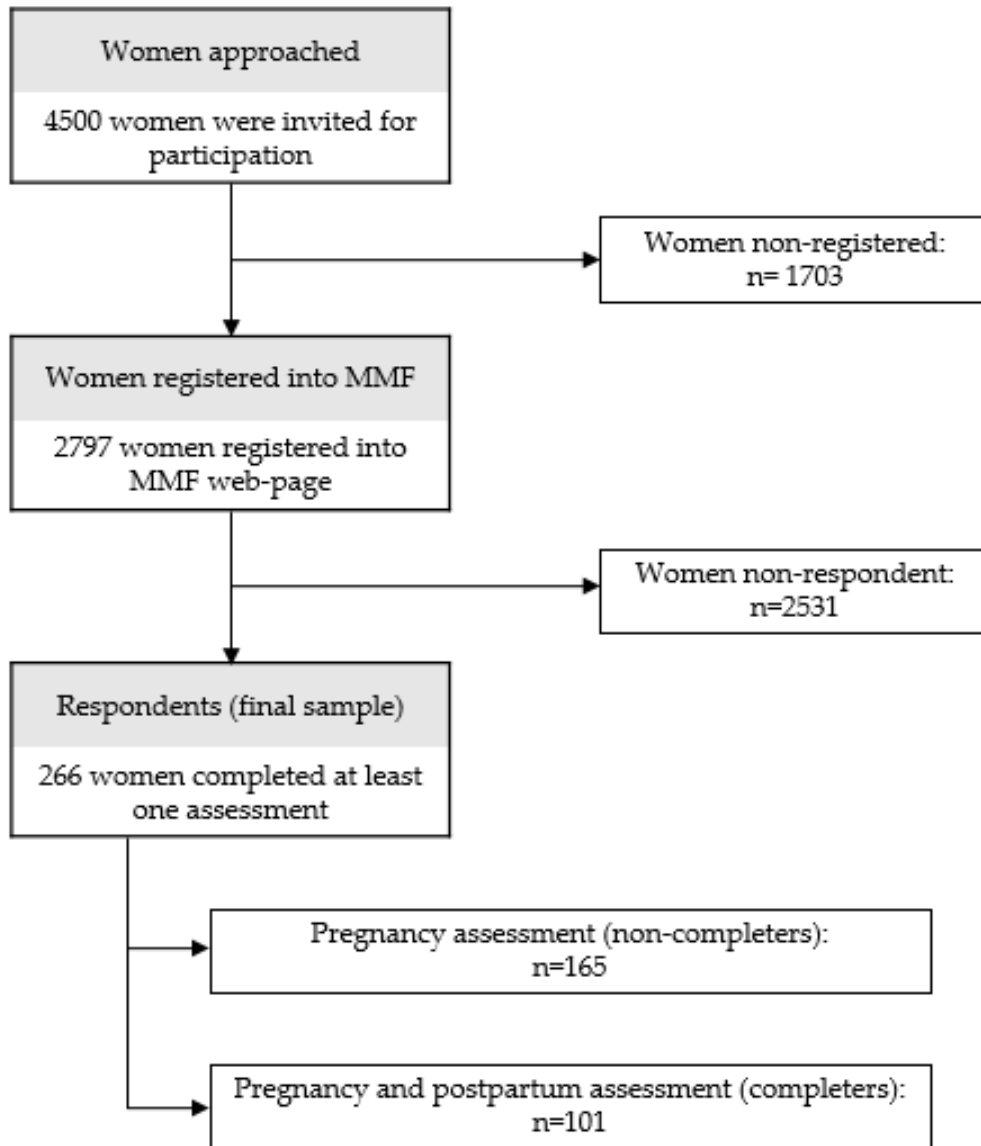 Women approached
4500 women were invited for
participation
Women non-registered:
n= 1703
Women registered into MMF
2797 women registered into
MMF web-page
Women non-respondent:
n=2531
Respondents (final sample)
266 women completed at least
one assessment
Pregnancy assessment (non-completers):
n=165
Pregnancy and postpartum assessment (completers):
n=101